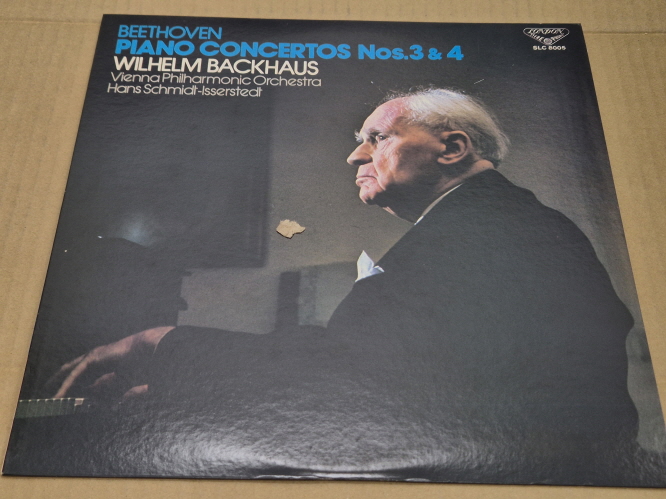 BEETHOVEN
PIANO CONCERTOS Nos.3 & 4
WILHELM BACKHAUS
Vienna Philharmonic Orchestra
Hans Schmidt-Isserstedt
LONDON
SLC 8005